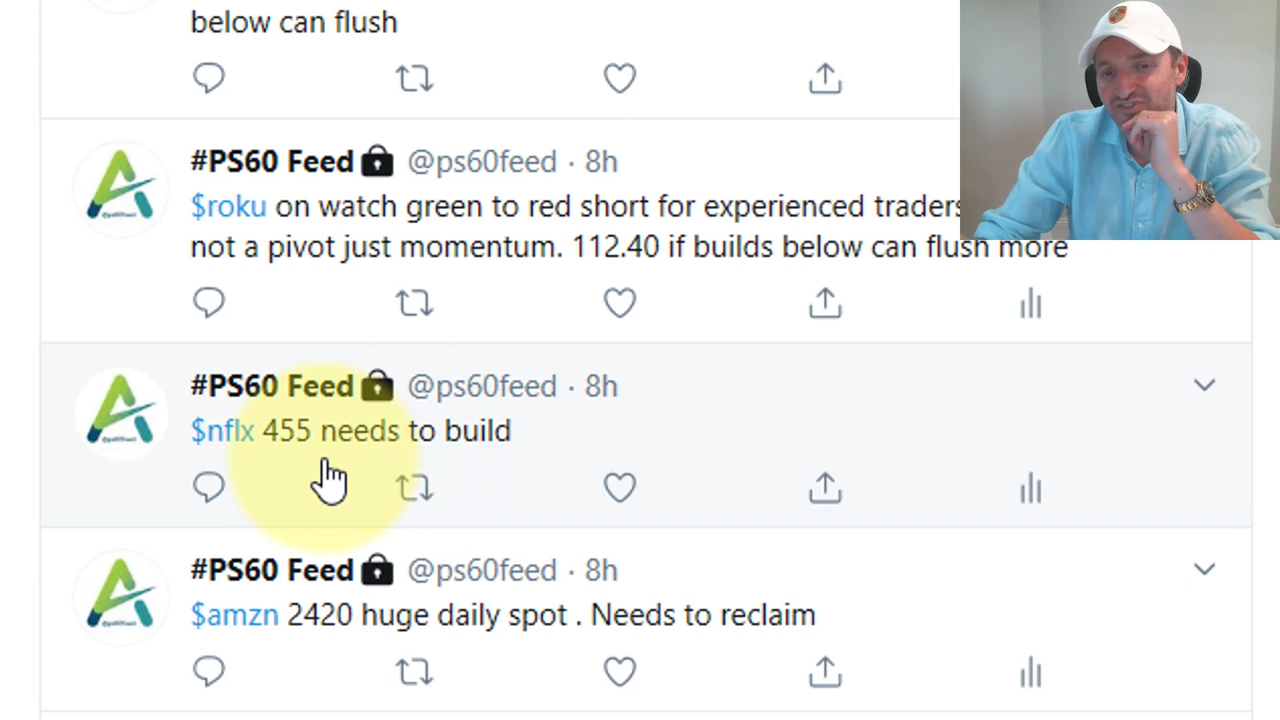 below can flush
#PS60 Feed @ps60feed · 8h
$roku on watch green to red short for experienced traders
not a pivot just momentum. 112.40 if builds below can flush more
#PS60 Feed @ps60feed · 8h
$nflx 455 needs to build
#PS60 Feed @ps60feed · 8h
$amzn 2420 huge daily spot . Needs to reclaim